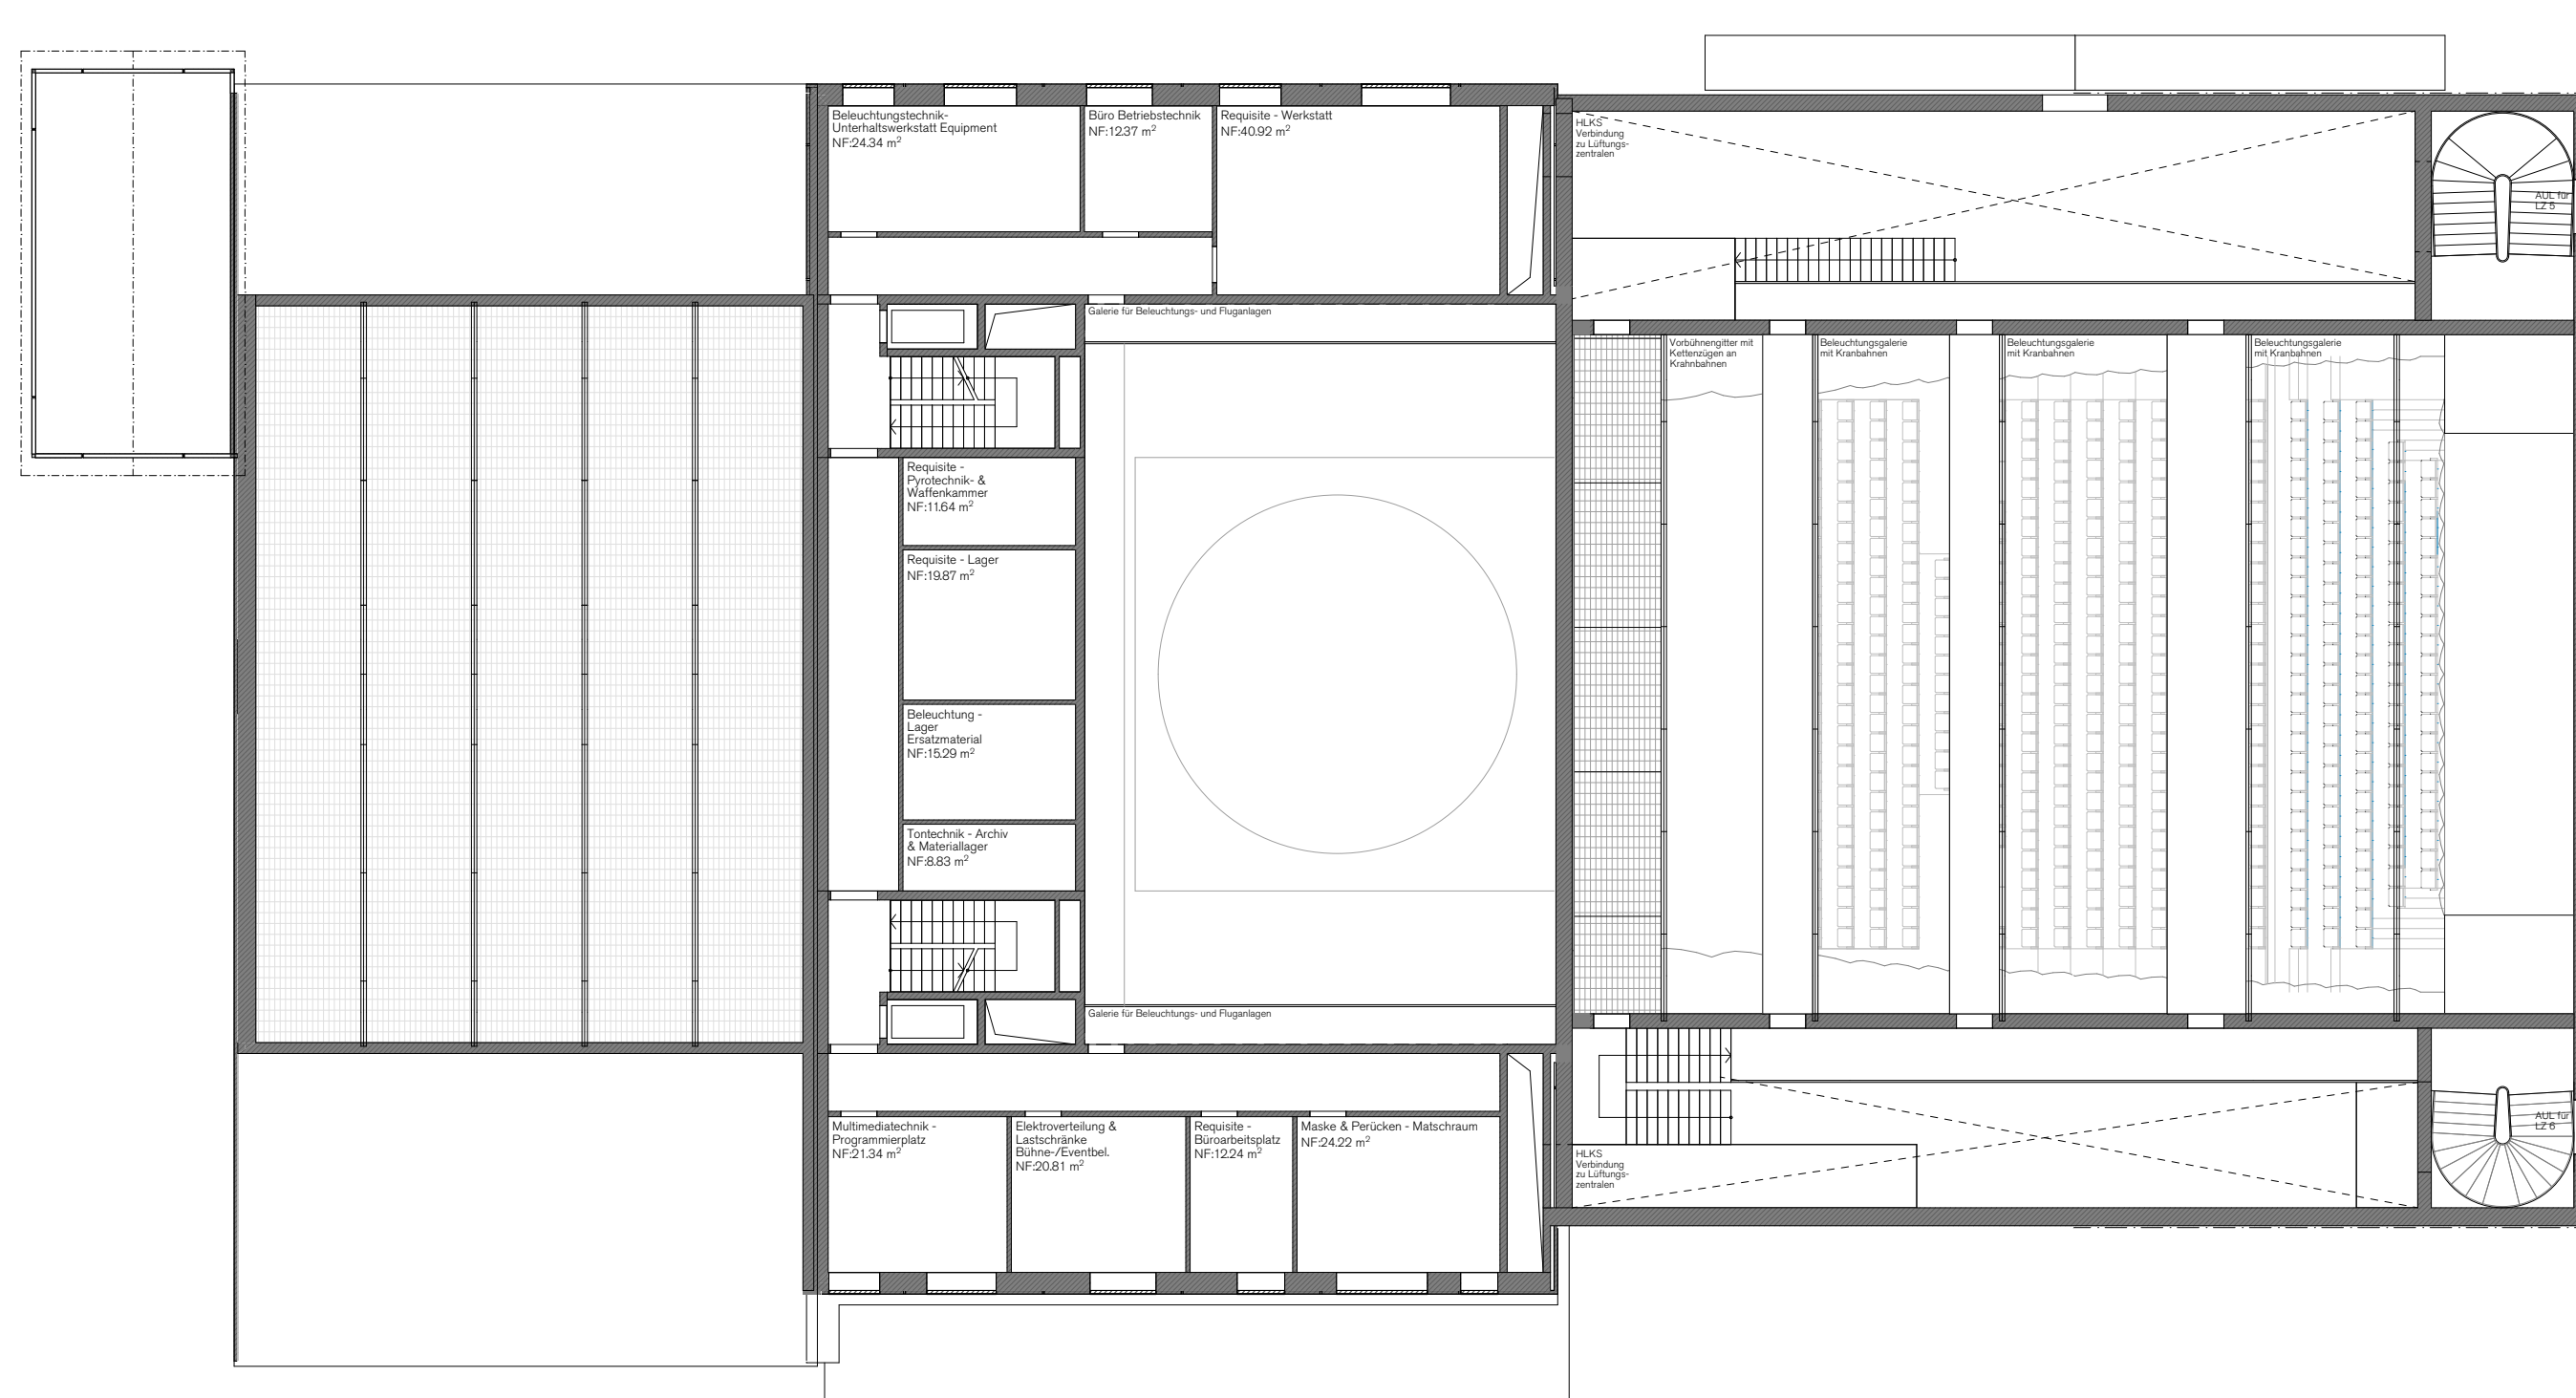 Beleuchtungstechnik-
Unterhaltswerkstatt Equipment
NF:24.34 m²
Büro Betriebstechnik
NF:12.37 m²
Requisite - Werkstatt
NF:40.92 m²
HLKS
Verbindung
zu Lüftungs-
zentralen
AUL für
LZ 5
Galerie für Beleuchtungs- und Fluganlagen
Vorbühnengitter mit
Kettenzügen an
Krahnbahnen
Beleuchtungsgalerie
mit Kranbahnen
Beleuchtungsgalerie
mit Kranbahnen
Beleuchtungsgalerie
mit Kranbahnen
Requisite -
Pyrotechnik- &
Waffenkammer
NF:11.64 m²
Requisite - Lager
NF:19.87 m²
Beleuchtung -
Lager
Ersatzmaterial
NF:15.29 m²
Tontechnik - Archiv
& Materiallager
NF:8.83 m²
Galerie für Beleuchtungs- und Fluganlagen
Multimediatechnik -
Programmierplatz
NF:21.34 m²
Elektroverteilung &
Lastschränke
Bühne-/Eventbel.
NF:20.81 m²
Requisite -
Büroarbeitsplatz
NF:12.24 m²
Maske & Perücken - Matschraum
NF:24.22 m²
HLKS
Verbindung
zu Lüftungs-
zentralen
AUL für
LZ 6